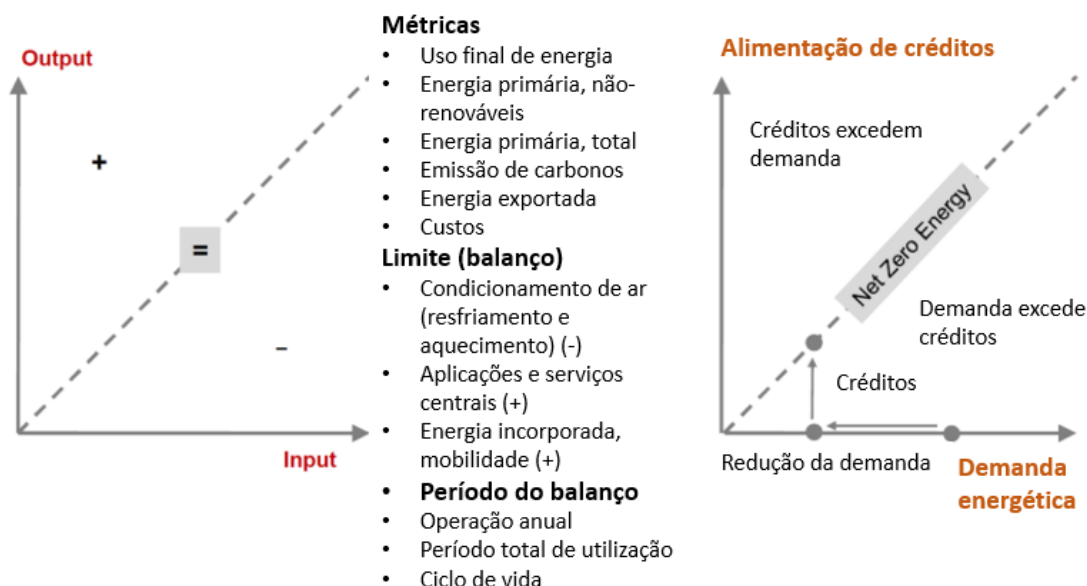 Output
+
=
-
Input
Métricas
• Uso final de energia
• Energia primária, não-
renováveis
• Energia primária, total
• Emissão de carbonos
• Energia exportada
• Custos
Limite (balanço)
• Condicionamento de ar
(resfriamento e
aquecimento) (-)
• Aplicações e serviços
centrais (+)
• Energia incorporada,
mobilidade (+)
• Período do balanço
• Operação anual
• Período total de utilização
• Ciclo de vida
Alimentação de créditos
Créditos excedem
demanda
Net Zero Energy
Demanda excede
créditos
Créditos
Redução da demanda
Demanda
energética